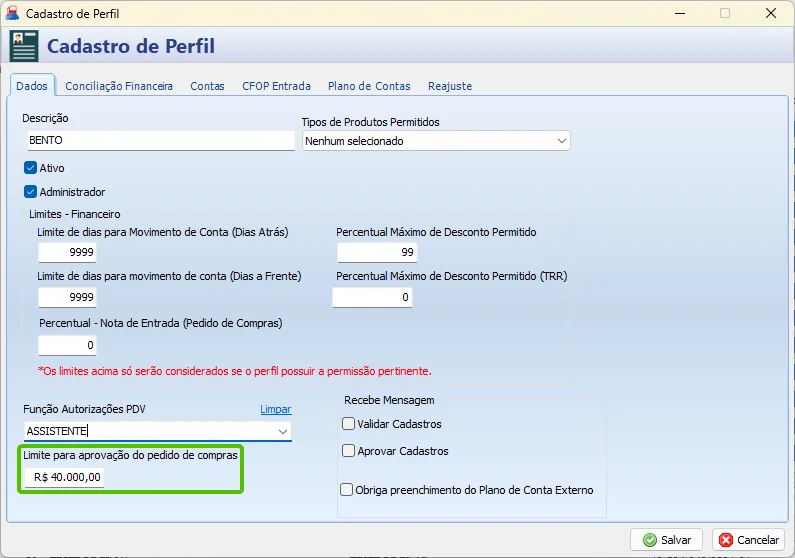 Cadastro de Perfil
Cadastro de Perfil
Dados Conciliação Financeira Contas CFOP Entrada Plano de Contas Reajuste
Descrição
BENTO
Tipos de Produtos Permitidos
Nenhum selecionado
Ativo
Administrador
Limites - Financeiro
Limite de dias para Movimento de Conta (Dias Atrás)
9999
Percentual Máximo de Desconto Permitido
99
Limite de dias para movimento de conta (Dias a Frente)
9999
Percentual Máximo de Desconto Permitido (TRR)
0
Percentual - Nota de Entrada (Pedido de Compras)
0
*Os limites acima só serão considerados se o perfil possuir a permissão pertinente.
Função Autorizações PDV Limpar
ASSISTENTE
Limite para aprovação do pedido de compras
R$ 40.000,00
Recebe Mensagem
Validar Cadastros
Aprovar Cadastros
Obriga preenchimento do Plano de Conta Externo
Salvar Cancelar